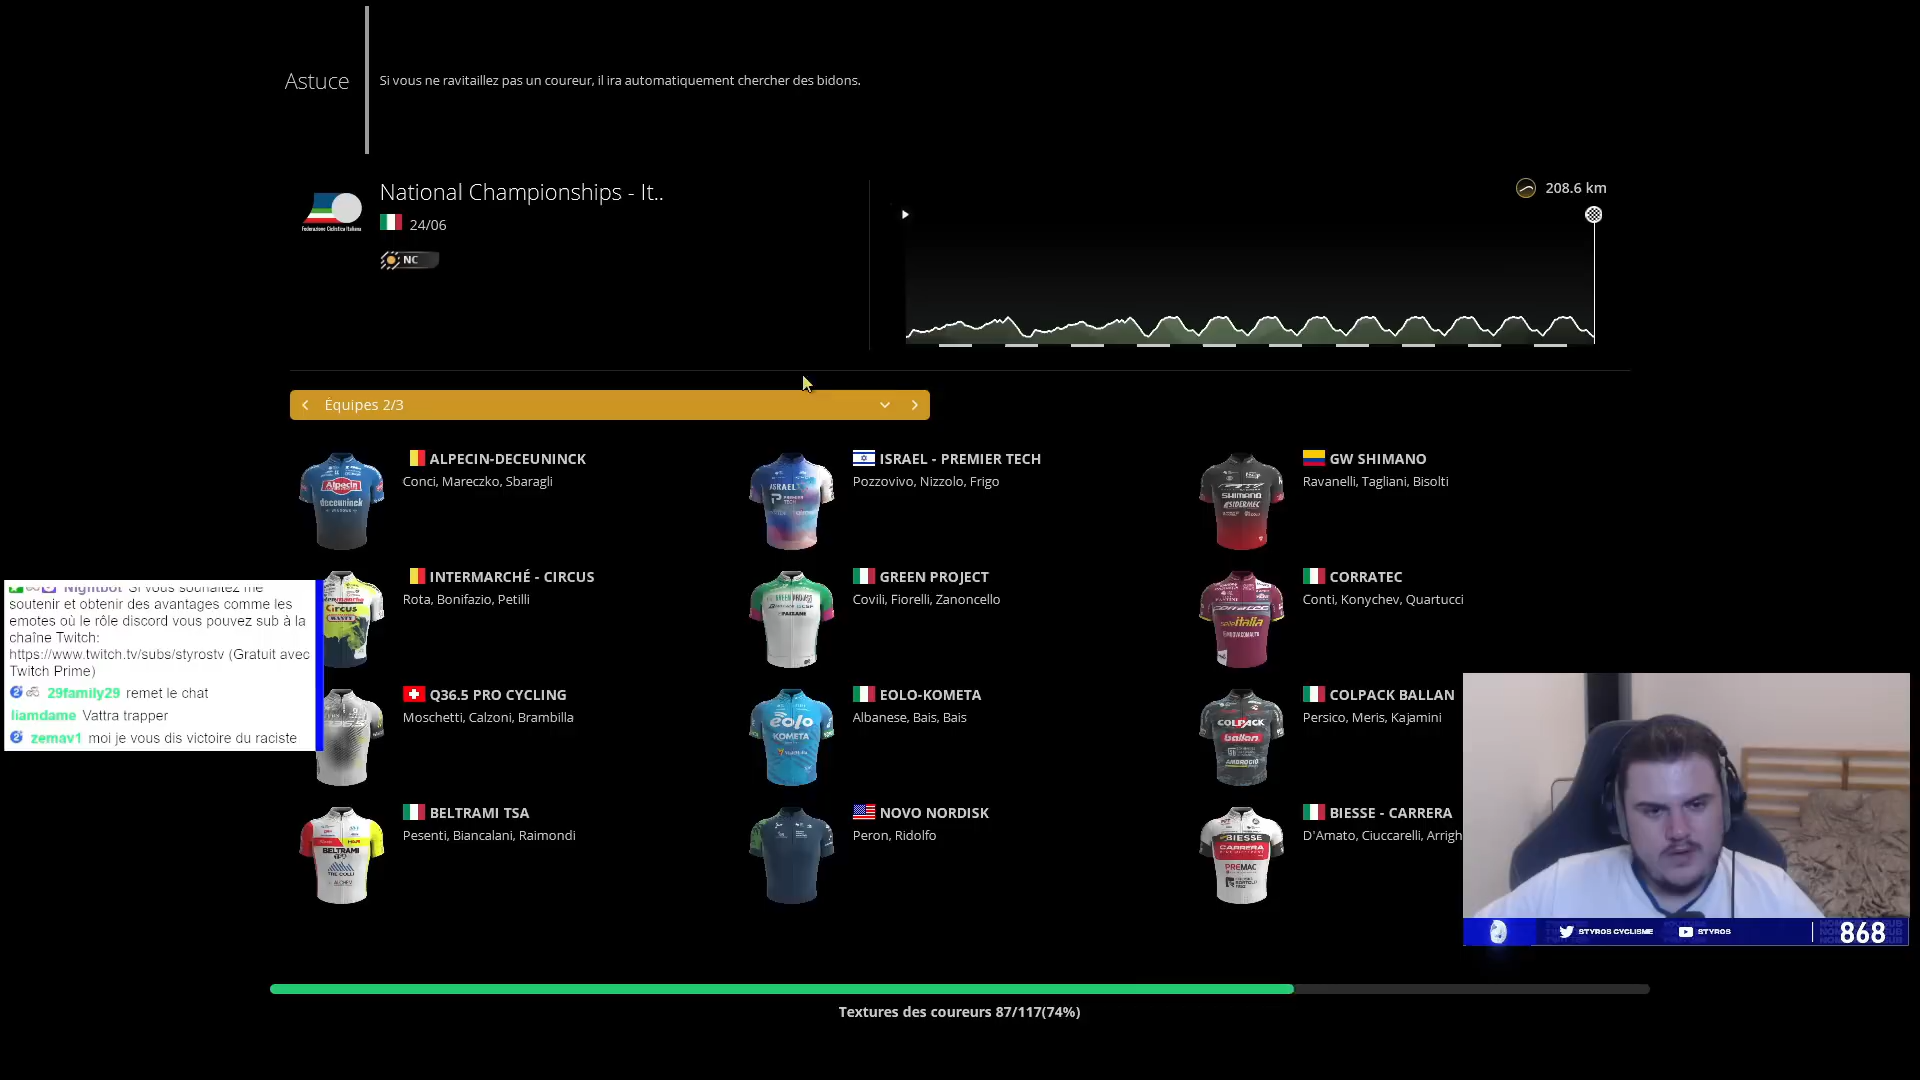 Astuce
Si vous ne ravitaillez pas un coureur, il ira automatiquement chercher des bidons.
National Championships - It..
24/06
NC
208.6 km
Équipes 2/3
ALPECIN-DECEUNINCK
Conci, Mareczko, Sbaragli
ISRAEL - PREMIER TECH
Pozzovivo, Nizzolo, Frigo
GW SHIMANO
Ravanelli, Tagliani, Bisolti
INTERMARCHÉ - CIRCUS
Rota, Bonifazio, Petilli
GREEN PROJECT
Covili, Fiorelli, Zanoncello
CORRATEC
Conti, Konychev, Quartucci
Q36.5 PRO CYCLING
Moschetti, Calzoni, Brambilla
EOLO-KOMETA
Albanese, Bais, Bais
COLPACK BALLAN
Persico, Meris, Kajamini
BELTRAMI TSA
Pesenti, Biancalani, Raimondi
NOVO NORDISK
Peron, Ridolfo
BIESSE - CARRERA
D'Amato, Ciuccarelli, Arrigh
Nightbot Si vous souhaitez me
soutenir et obtenir des avantages comme les
emotes où le rôle discord vous pouvez sub à la
chaîne Twitch:
https://www.twitch.tv/subs/styrostv (Gratuit avec
Twitch Prime)
29family29 remet le chat
liamdame Vattra trapper
zemav1 moi je vous dis victoire du raciste
STYROS CYCLISME
STYROS
868
Textures des coureurs 87/117(74%)